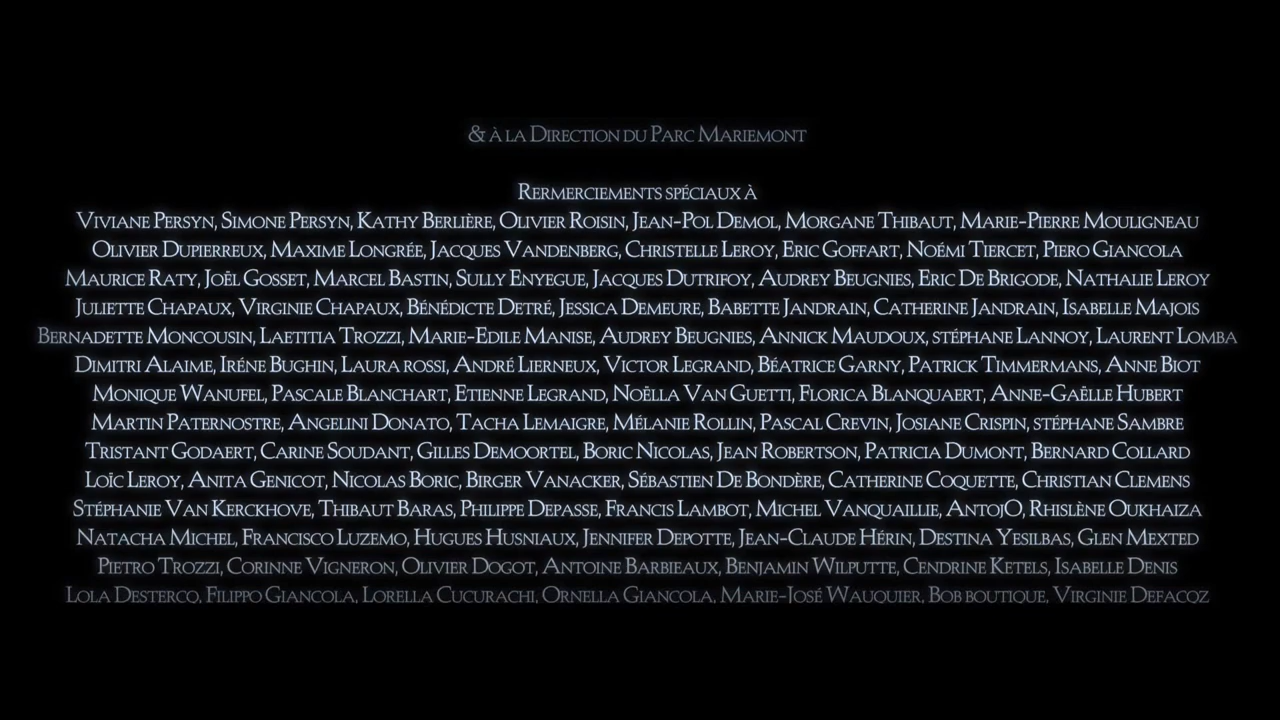 & à la Direction du Parc Mariemont
Rermerciements spéciaux à
Viviane Persyn, Simone Persyn, Kathy Berlière, Olivier Roisin, Jean-Pol Demol, Morgane Thibaut, Marie-Pierre Mouligneau
Olivier Dupierreux, Maxime Longrée, Jacques Vandenberg, Christelle Leroy, Eric Goffart, Noémi Tiercet, Piero Giancola
Maurice Raty, Joël Gosset, Marcel Bastin, Sully Enyegue, Jacques Dutrifoy, Audrey Beugnies, Eric De Brigode, Nathalie Leroy
Juliette Chapaux, Virginie Chapaux, Bénédicte Detré, Jessica Demeure, Babette Jandrain, Catherine Jandrain, Isabelle Majois
Bernadette Moncousin, Laetitia Trozzi, Marie-Edile Manise, Audrey Beugnies, Annick Maudoux, stéphane Lannoy, Laurent Lomba
Dimitri Alaime, Iréne Bughin, Laura rossi, André Lierneux, Victor Legrand, Béatrice Garny, Patrick Timmermans, Anne Biot
Monique Wanufel, Pascale Blanchart, Etienne Legrand, Noëlla Van Guetti, Florica Blanquaert, Anne-Gaëlle Hubert
Martin Paternostre, Angelini Donato, Tacha Lemaigre, Mélanie Rollin, Pascal Crevin, Josiane Crispin, stéphane Sambre
Tristant Godaert, Carine Soudant, Gilles Demoortel, Boric Nicolas, Jean Robertson, Patricia Dumont, Bernard Collard
Loïc Leroy, Anita Genicot, Nicolas Boric, Birger Vanacker, Sébastien De Bondère, Catherine Coquette, Christian Clemens
Stéphanie Van Kerckhove, Thibaut Baras, Philippe Depasse, Francis Lambot, Michel Vanquaillie, AntojO, Rhislène Oukhaiza
Natacha Michel, Francisco Luzemo, Hugues Husniaux, Jennifer Depotte, Jean-Claude Hérin, Destina Yesilbas, Glen Mexted
Pietro Trozzi, Corinne Vigneron, Olivier Dogot, Antoine Barbieaux, Benjamin Wilputte, Cendrine Ketels, Isabelle Denis
Lola Destercq, Filippo Giancola, Lorella Cucurachi, Ornella Giancola, Marie-José Wauquier, Bob boutique, Virginie Defacqz